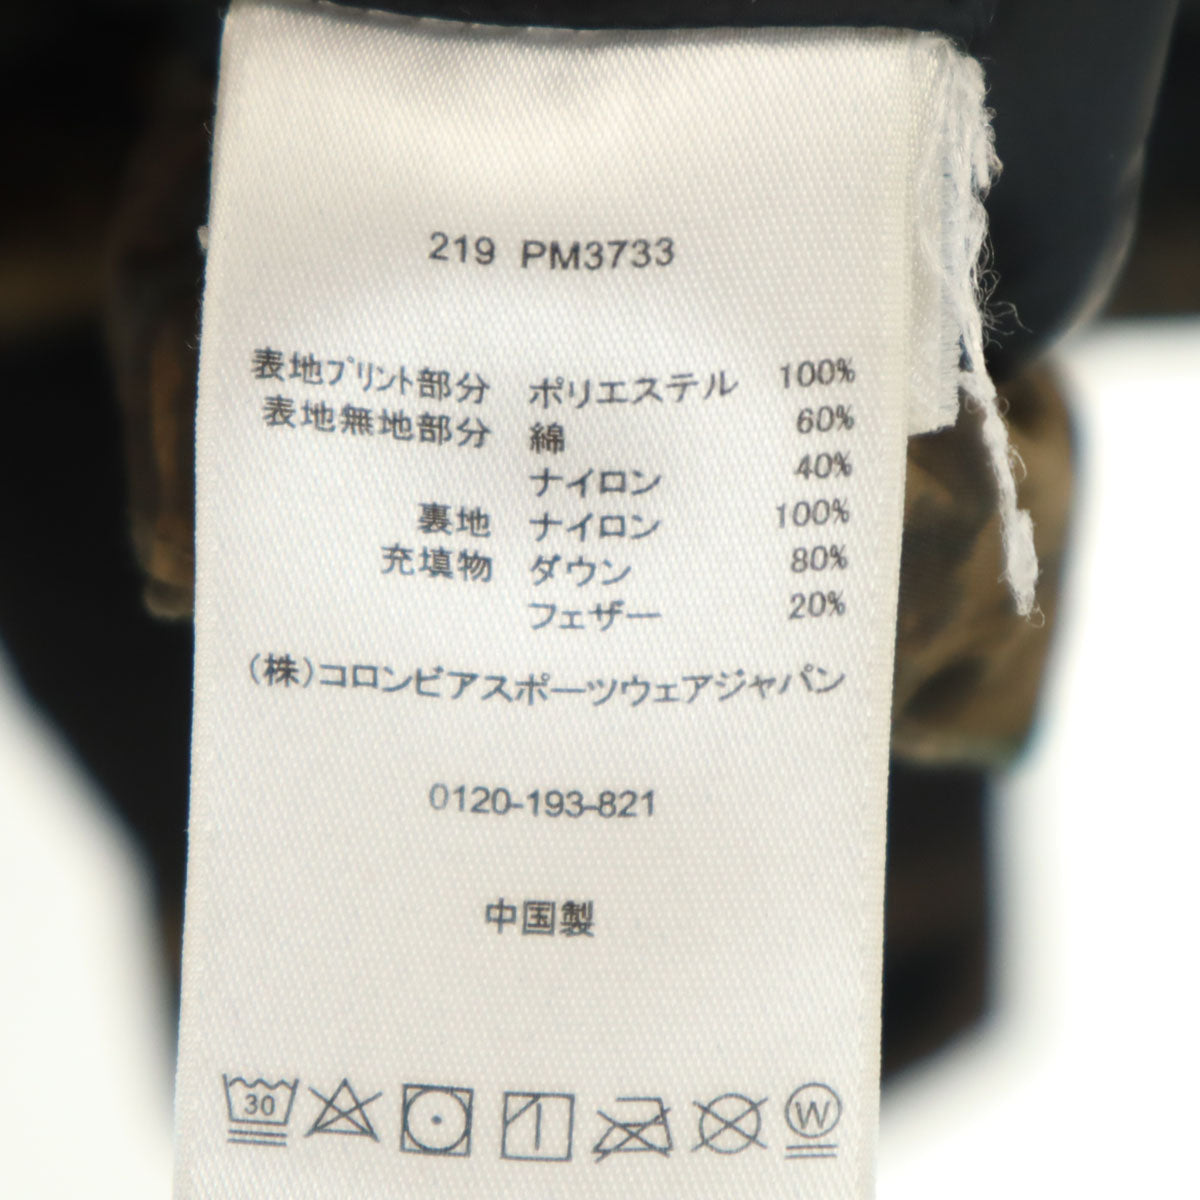 219 PM3733
表地プリント部分 ポリエステル 100%
表地無地部分 綿 60%
ナイロン 40%
裏地 ナイロン 100%
充填物 ダウン 80%
フェザー 20%
(株)コロンビアスポーツウェアジャパン
0120-193-821
中国製
30 W